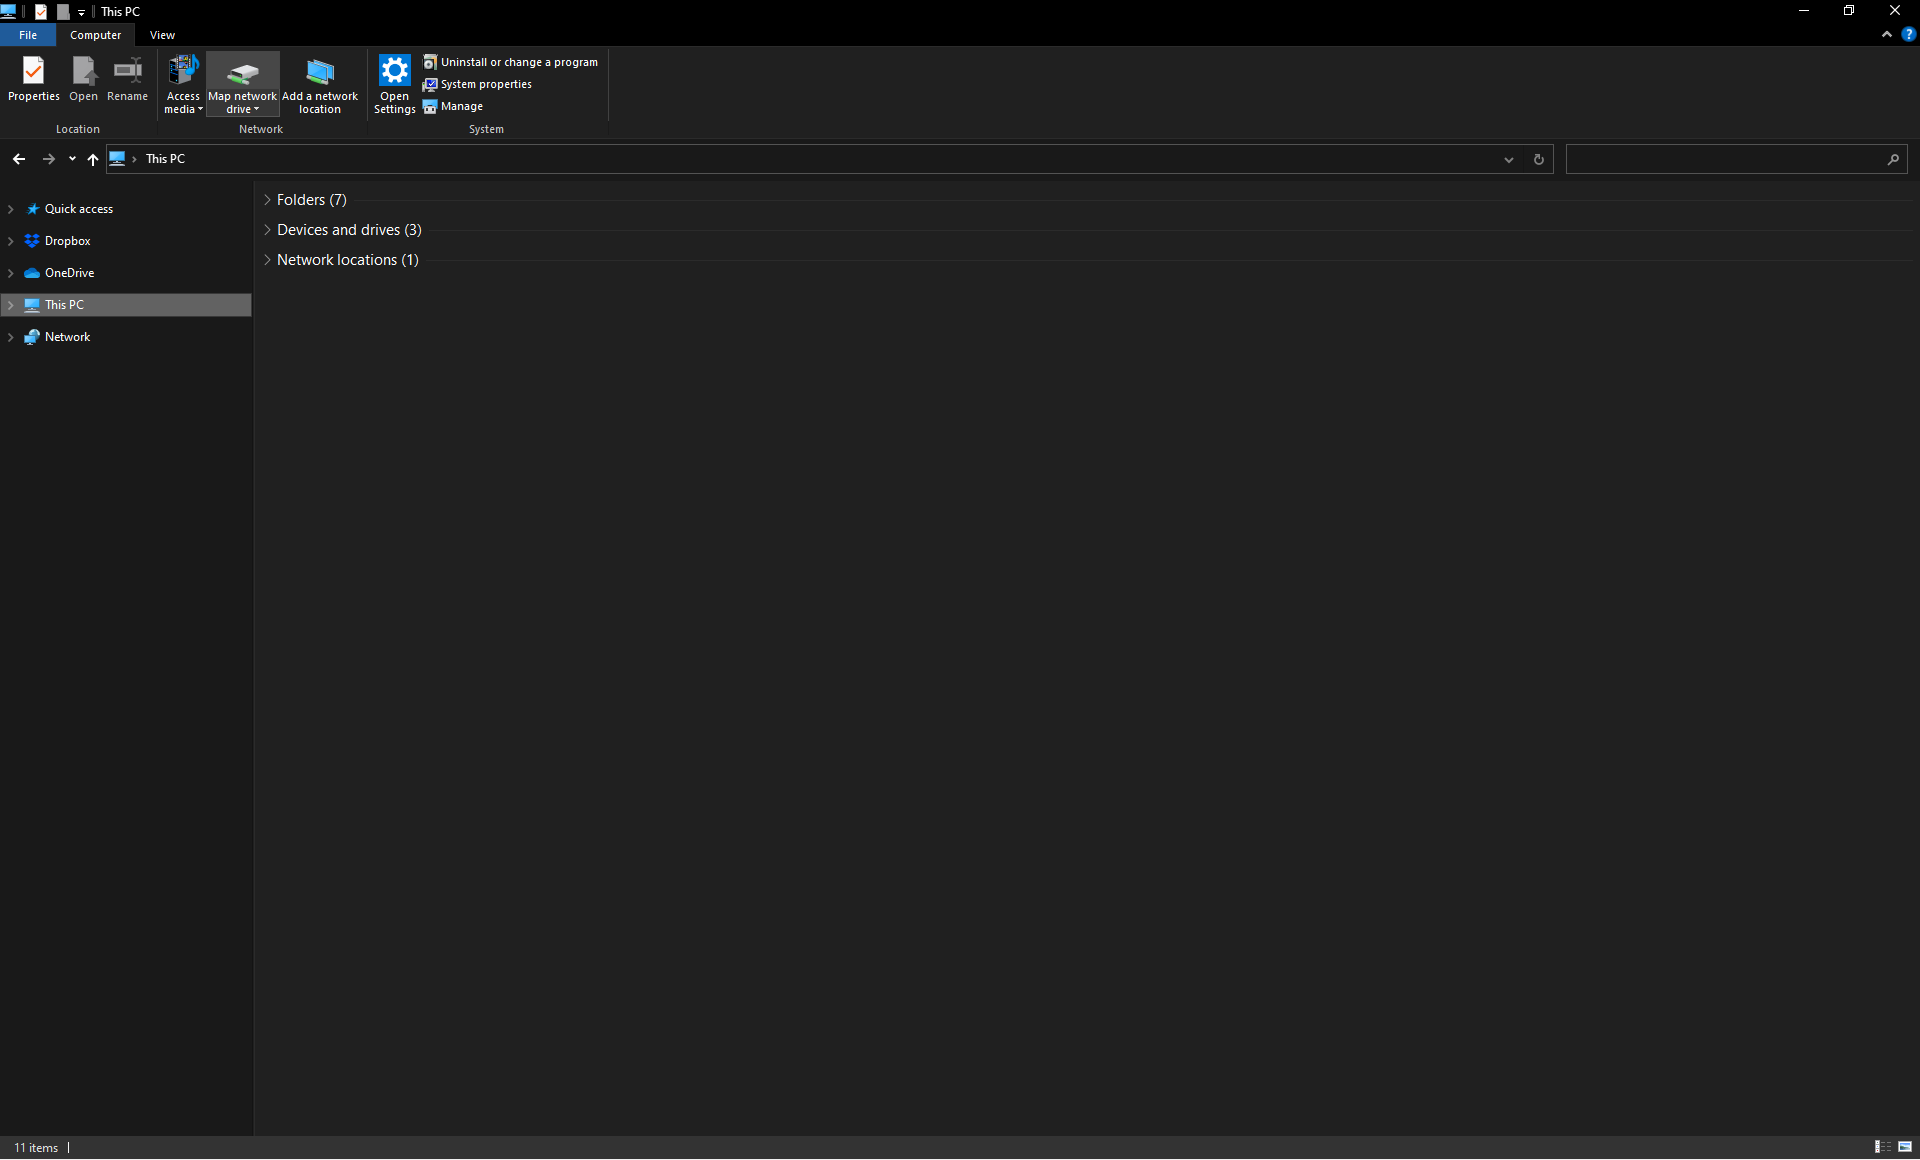 This PC
File Computer View
Properties Open Rename Access media Map network drive Add a network location Open Settings Uninstall or change a program
System properties
Manage
Location Network System
This PC
Quick access
Dropbox
OneDrive
This PC
Network
Folders (7)
Devices and drives (3)
Network locations (1)
11 items